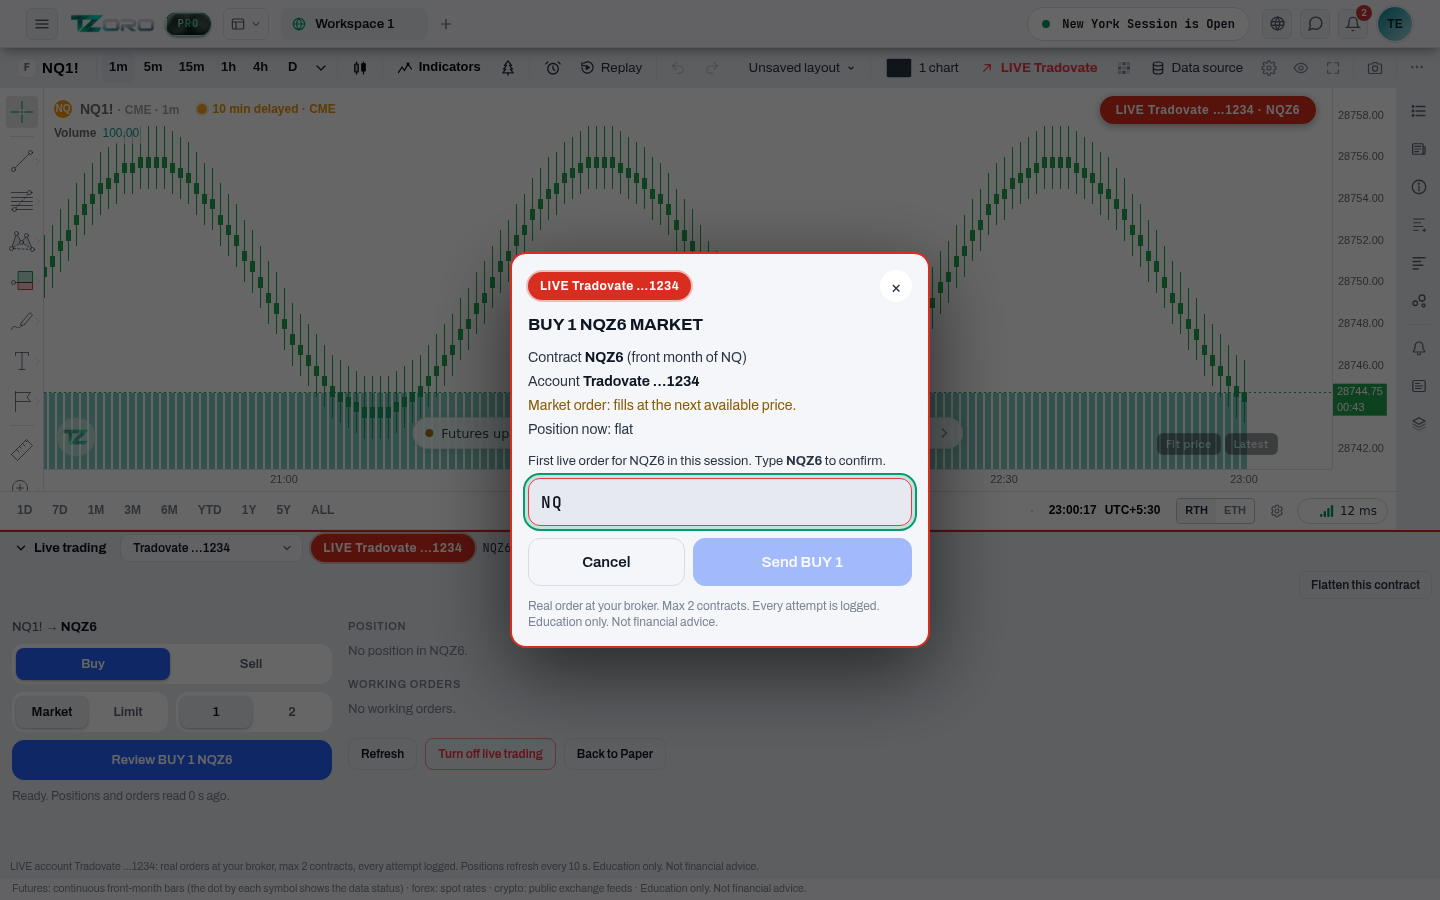 TZORO PRO Workspace 1 New York Session is Open 2 TE
F NQ1! 1m 5m 15m 1h 4h D Indicators Replay Unsaved layout 1 chart LIVE Tradovate Data source
NQ NQ1! · CME · 1m 10 min delayed · CME
LIVE Tradovate ...1234 · NQZ6
Volume 100.00
28758.00
28756.00
28754.00
28752.00
28750.00
28748.00
28746.00
28744.75
00:43
28742.00
LIVE Tradovate ...1234 ×
BUY 1 NQZ6 MARKET
Contract NQZ6 (front month of NQ)
Account Tradovate ...1234
Market order: fills at the next available price.
Position now: flat
First live order for NQZ6 in this session. Type NQZ6 to confirm.
NQ
Cancel Send BUY 1
Real order at your broker. Max 2 contracts. Every attempt is logged.
Education only. Not financial advice.
TZ Futures up
Fit price Latest
21:00 22:30 23:00
1D 7D 1M 3M 6M YTD 1Y 5Y ALL 23:00:17 UTC+5:30 RTH ETH 12 ms
Live trading Tradovate ...1234 LIVE Tradovate ...1234 NQZ6
Flatten this contract
NQ1! → NQZ6
Buy Sell
Market Limit 1 2
Review BUY 1 NQZ6
Ready. Positions and orders read 0 s ago.
POSITION
No position in NQZ6.
WORKING ORDERS
No working orders.
Refresh Turn off live trading Back to Paper
LIVE account Tradovate ...1234: real orders at your broker, max 2 contracts, every attempt logged. Positions refresh every 10 s. Education only. Not financial advice.
Futures: continuous front-month bars (the dot by each symbol shows the data status) · forex: spot rates · crypto: public exchange feeds · Education only. Not financial advice.